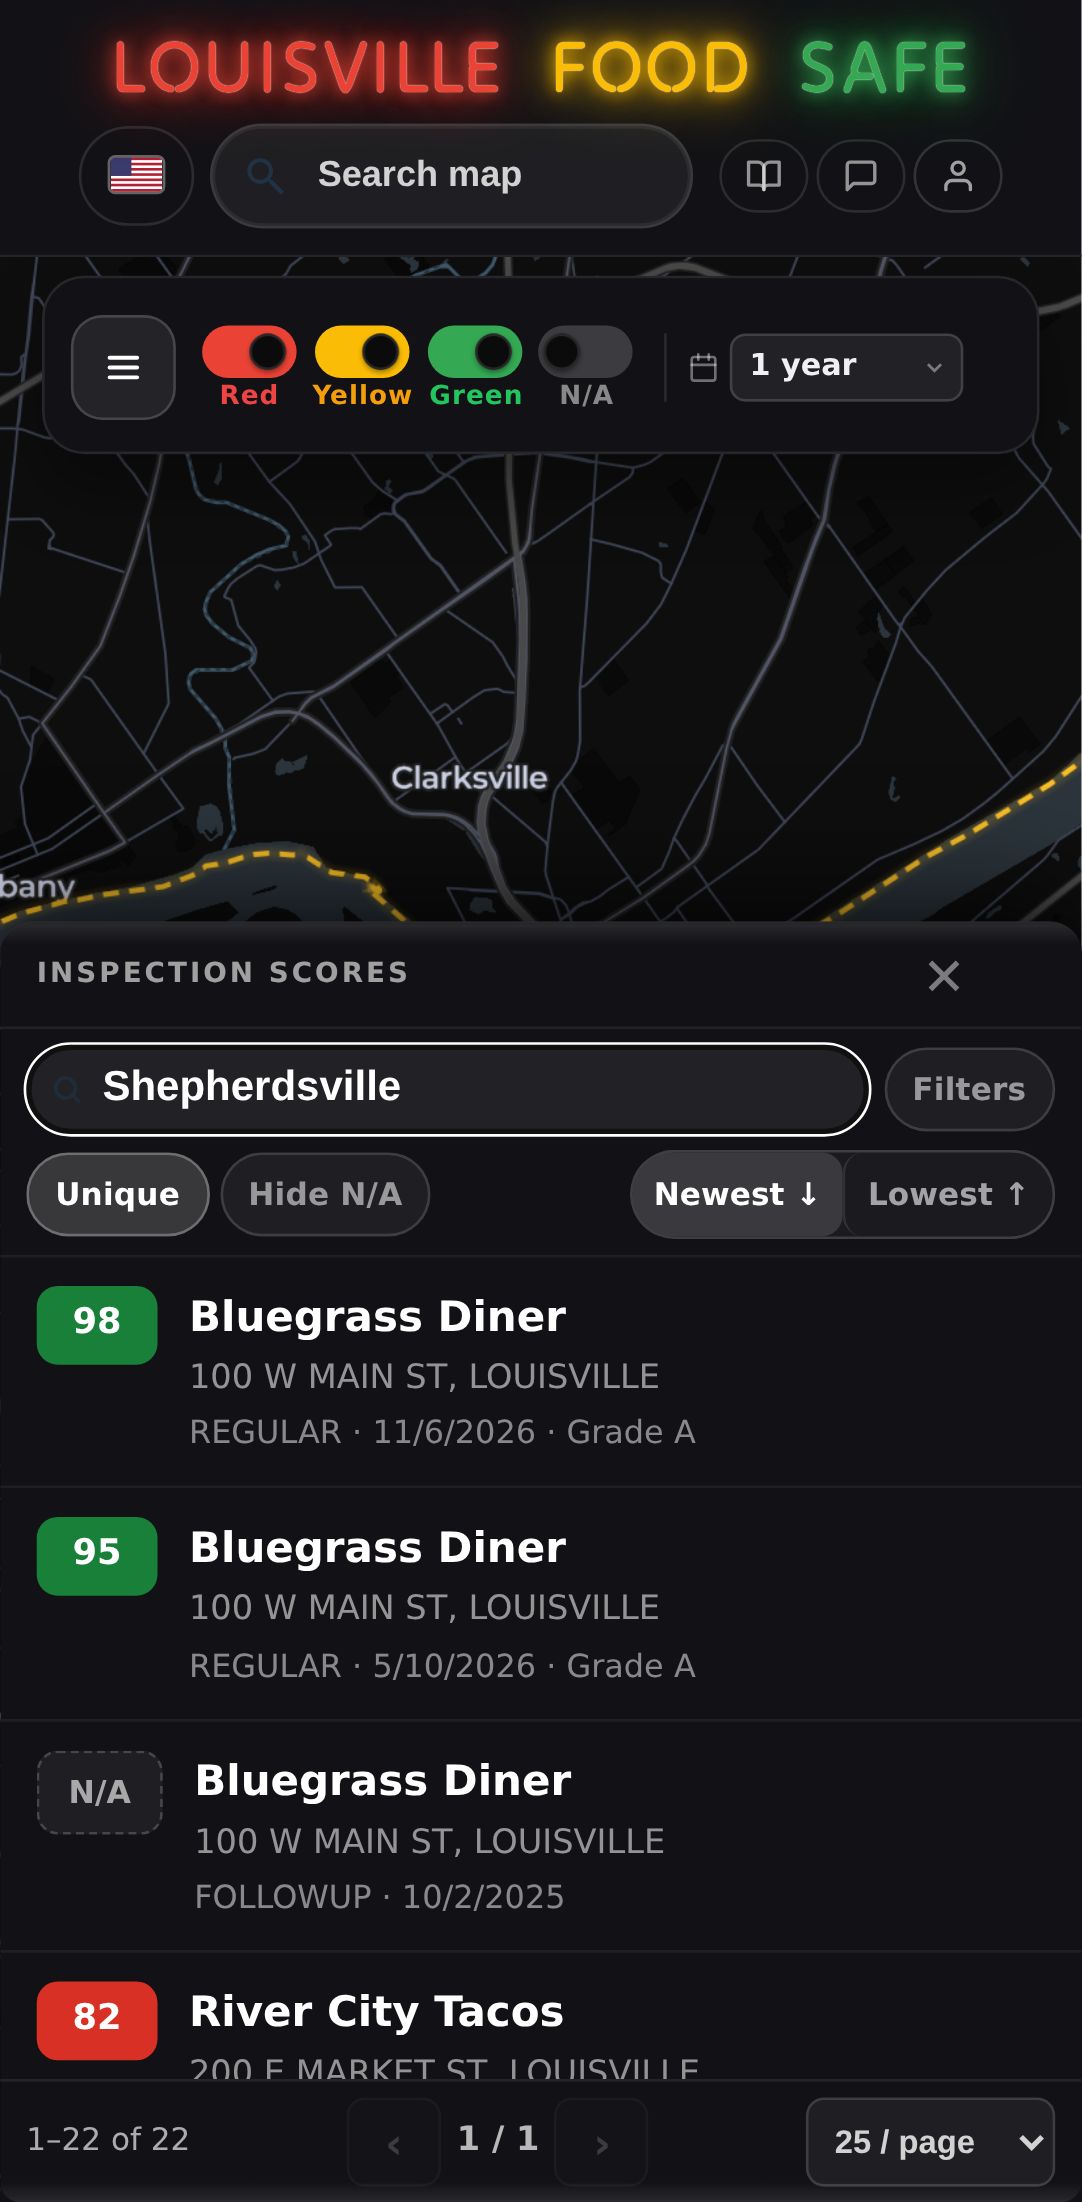 LOUISVILLE FOOD SAFE
Search map
Red Yellow Green N/A
1 year
Clarksville
bany
INSPECTION SCORES
Shepherdsville
Filters
Unique
Hide N/A
Newest ↓
Lowest ↑
98
Bluegrass Diner
100 W MAIN ST, LOUISVILLE
REGULAR · 11/6/2026 · Grade A
95
Bluegrass Diner
100 W MAIN ST, LOUISVILLE
REGULAR · 5/10/2026 · Grade A
N/A
Bluegrass Diner
100 W MAIN ST, LOUISVILLE
FOLLOWUP · 10/2/2025
82
River City Tacos
200 E MARKET ST, LOUISVILLE
1–22 of 22
‹
1 / 1
›
25 / page